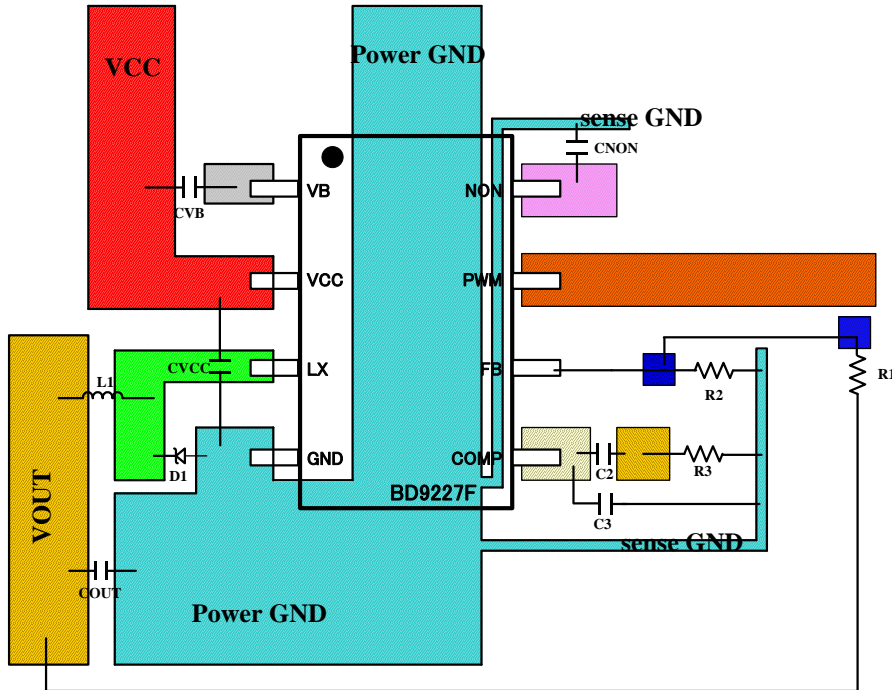 Power GND
VCC
sense GND
CNON
VB
NON
CVB
VCC
PWM
LX
FB
CVCC
L1
R2
R1
GND
COMP
D1
C2
R3
BD9227F
C3
VOUT
sense GND
COUT
Power GND